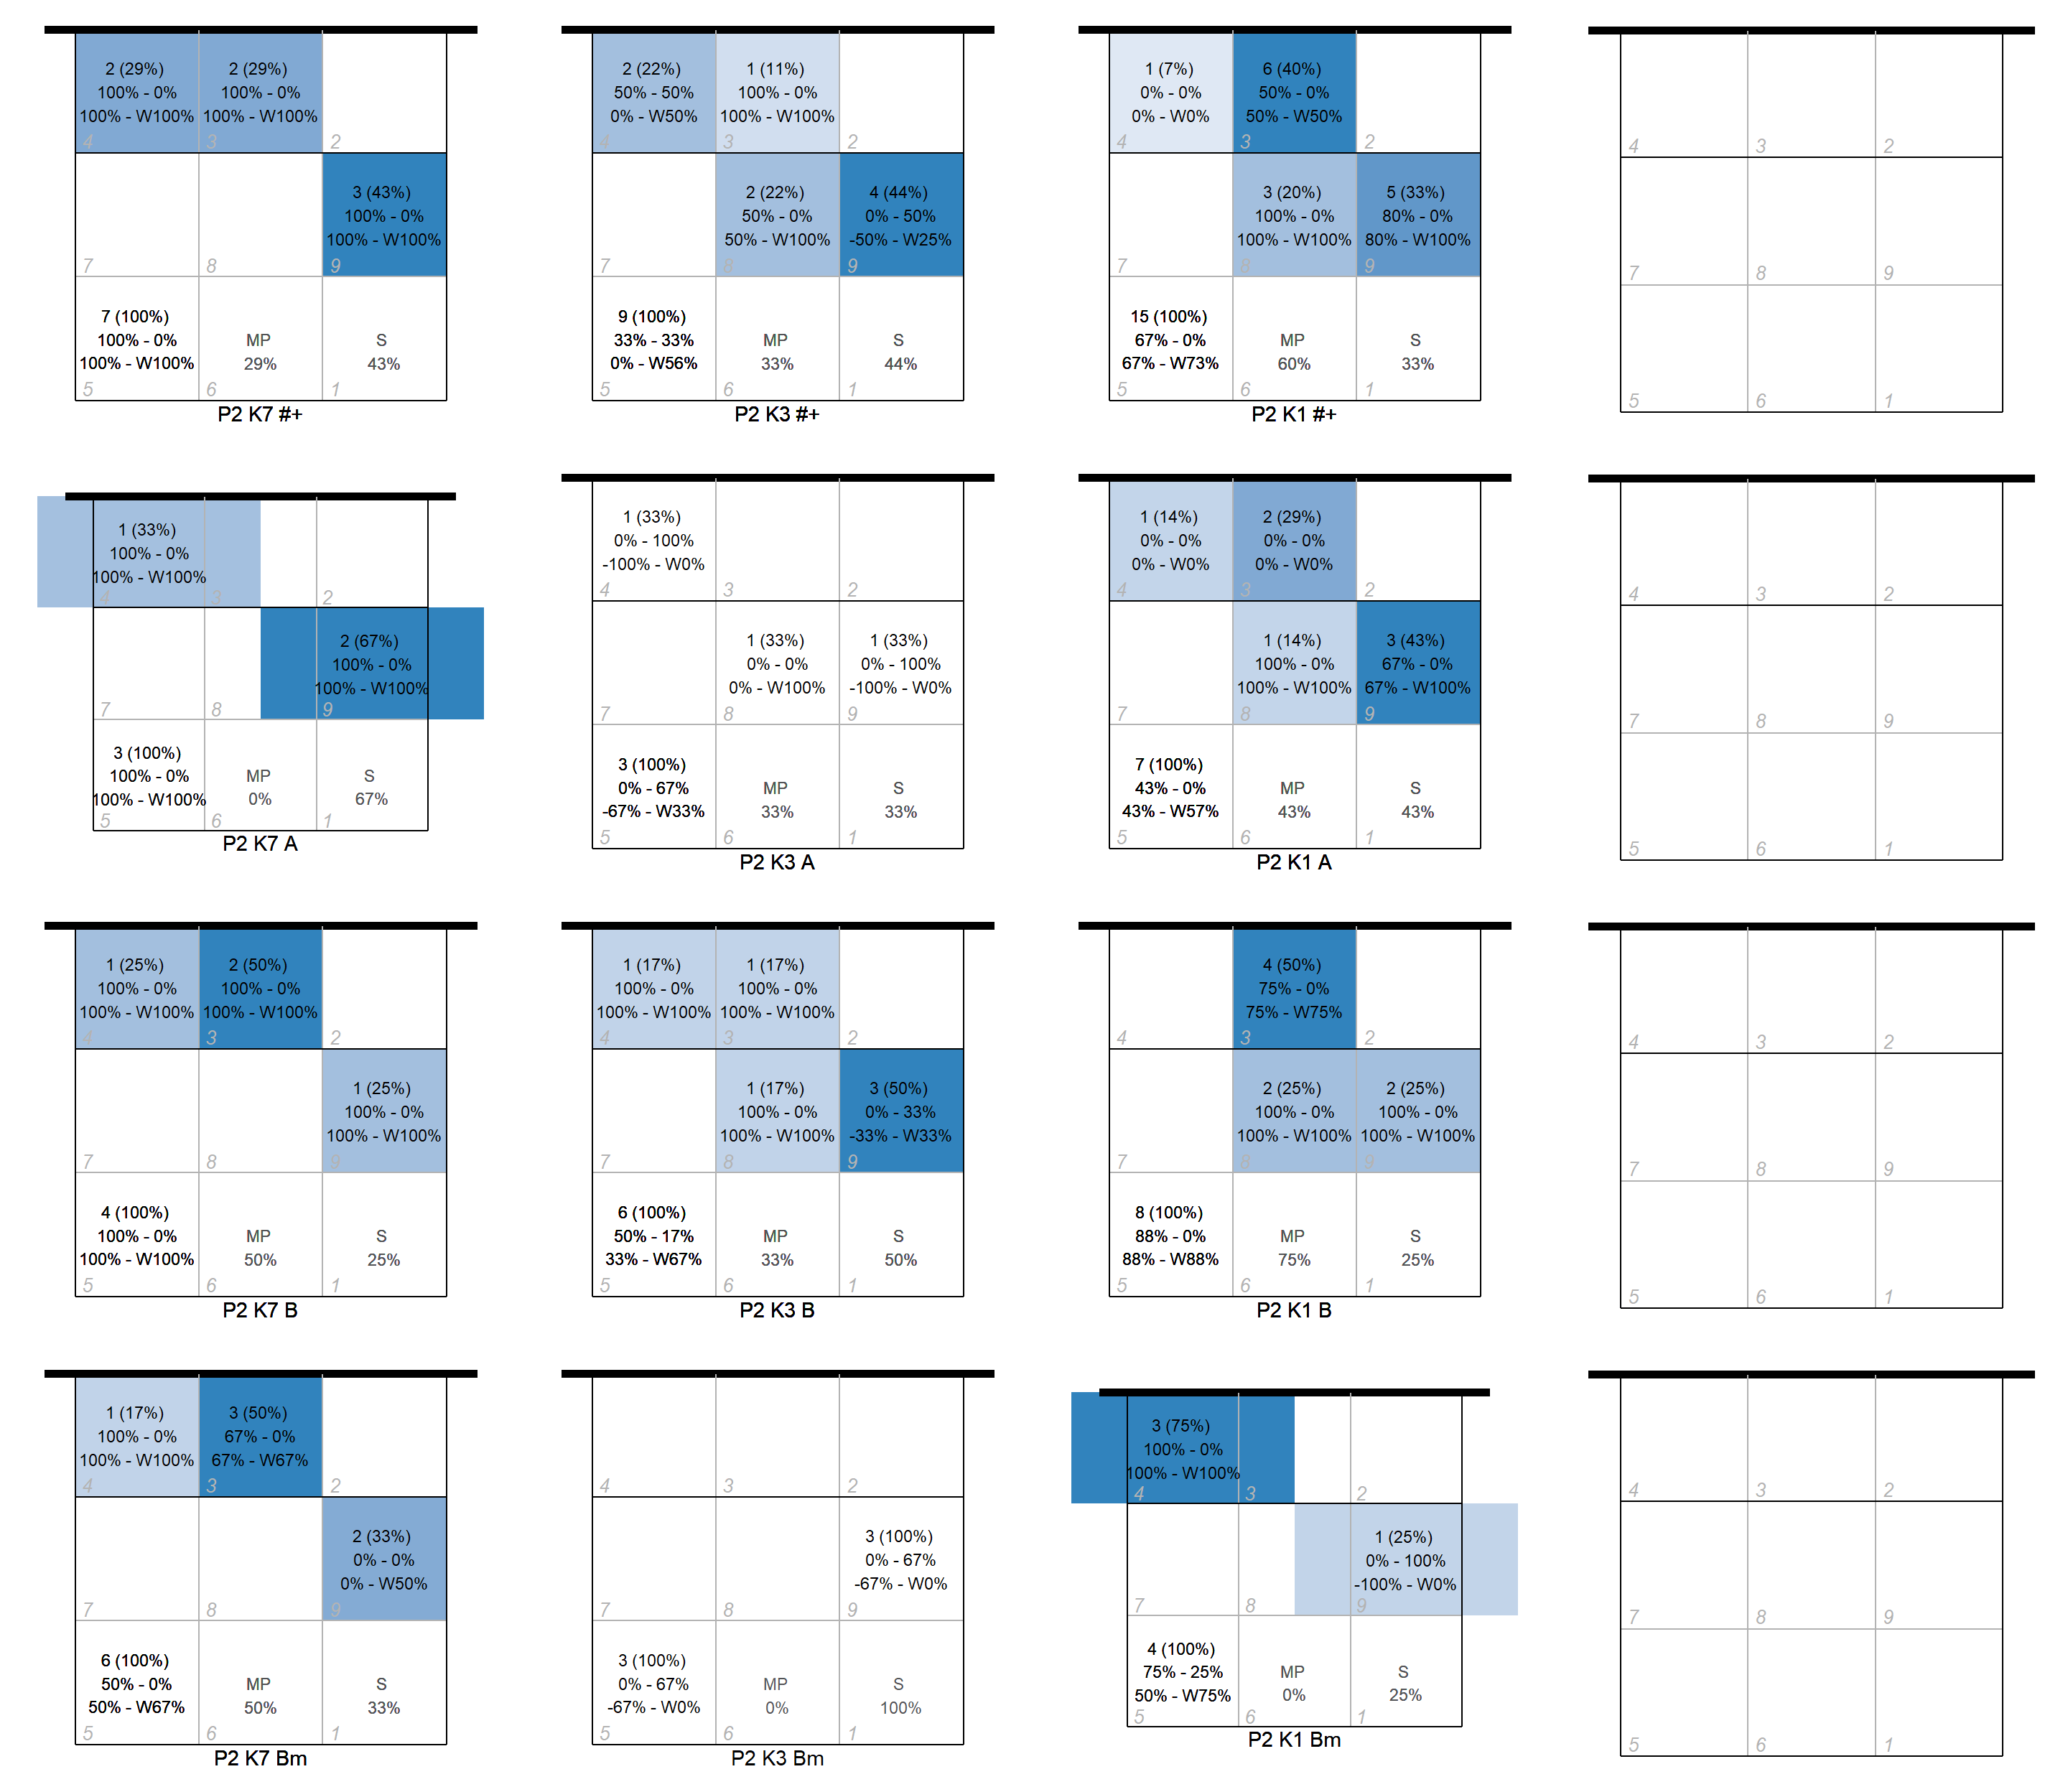 2 (29%) 2 (29%)
100% - 0% 100% - 0%
100% - W100% 100% - W100%
4 3 2
3 (43%)
100% - 0%
100% - W100%
7 8 9
7 (100%)
100% - 0% MP S
100% - W100% 29% 43%
5 6 1
P2 K7 #+
2 (22%) 1 (11%)
50% - 50% 100% - 0%
0% - W50% 100% - W100%
4 3 2
2 (22%) 4 (44%)
50% - 0% 0% - 50%
50% - W100% -50% - W25%
7 8 9
9 (100%)
33% - 33% MP S
0% - W56% 33% 44%
5 6 1
P2 K3 #+
1 (7%) 6 (40%)
0% - 0% 50% - 0%
0% - W0% 50% - W50%
4 3 2
3 (20%) 5 (33%)
100% - 0% 80% - 0%
100% - W100% 80% - W100%
7 8 9
15 (100%)
67% - 0% MP S
67% - W73% 60% 33%
5 6 1
P2 K1 #+
4 3 2
7 8 9
5 6 1
1 (33%)
100% - 0%
100% - W100%
4 3 2
2 (67%)
100% - 0%
100% - W100%
7 8 9
3 (100%)
100% - 0% MP S
100% - W100% 0% 67%
5 6 1
P2 K7 A
1 (33%)
0% - 100%
-100% - W0%
4 3 2
1 (33%) 1 (33%)
0% - 0% 0% - 100%
0% - W100% -100% - W0%
7 8 9
3 (100%)
0% - 67% MP S
-67% - W33% 33% 33%
5 6 1
P2 K3 A
1 (14%) 2 (29%)
0% - 0% 0% - 0%
0% - W0% 0% - W0%
4 3 2
1 (14%) 3 (43%)
100% - 0% 67% - 0%
100% - W100% 67% - W100%
7 8 9
7 (100%)
43% - 0% MP S
43% - W57% 43% 43%
5 6 1
P2 K1 A
4 3 2
7 8 9
5 6 1
1 (25%) 2 (50%)
100% - 0% 100% - 0%
100% - W100% 100% - W100%
4 3 2
1 (25%)
100% - 0%
100% - W100%
7 8 9
4 (100%)
100% - 0% MP S
100% - W100% 50% 25%
5 6 1
P2 K7 B
1 (17%) 1 (17%)
100% - 0% 100% - 0%
100% - W100% 100% - W100%
4 3 2
1 (17%) 3 (50%)
100% - 0% 0% - 33%
100% - W100% -33% - W33%
7 8 9
6 (100%)
50% - 17% MP S
33% - W67% 33% 50%
5 6 1
P2 K3 B
4 (50%)
75% - 0%
75% - W75%
4 3 2
2 (25%) 2 (25%)
100% - 0% 100% - 0%
100% - W100% 100% - W100%
7 8 9
8 (100%)
88% - 0% MP S
88% - W88% 75% 25%
5 6 1
P2 K1 B
4 3 2
7 8 9
5 6 1
1 (17%) 3 (50%)
100% - 0% 67% - 0%
100% - W100% 67% - W67%
4 3 2
2 (33%)
0% - 0%
0% - W50%
7 8 9
6 (100%)
50% - 0% MP S
50% - W67% 50% 33%
5 6 1
P2 K7 Bm
4 3 2
3 (100%)
0% - 67%
-67% - W0%
7 8 9
3 (100%)
0% - 67% MP S
-67% - W0% 0% 100%
5 6 1
P2 K3 Bm
3 (75%)
100% - 0%
100% - W100%
4 3 2
1 (25%)
0% - 100%
-100% - W0%
7 8 9
4 (100%)
75% - 25% MP S
50% - W75% 0% 25%
5 6 1
P2 K1 Bm
4 3 2
7 8 9
5 6 1